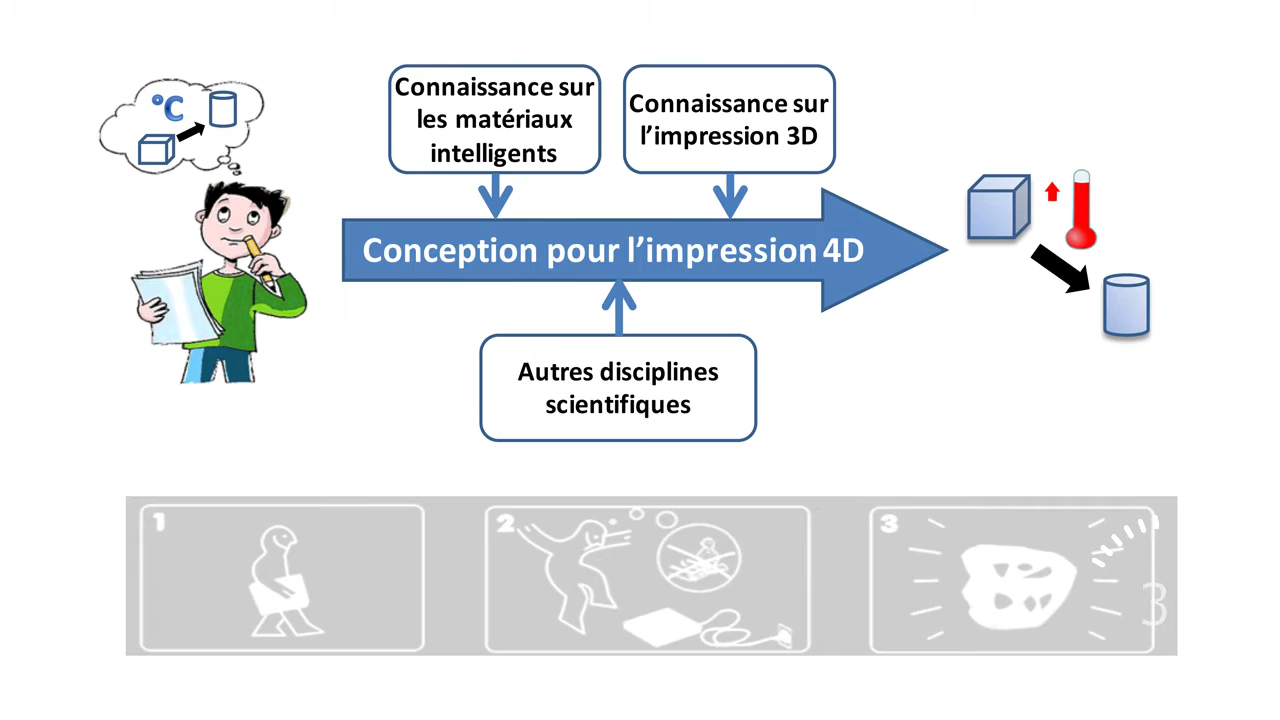 °C
Connaissance sur
les matériaux
intelligents
Connaissance sur
l’impression 3D
Conception pour l’impression 4D
Autres disciplines
scientifiques
1
2
3
3